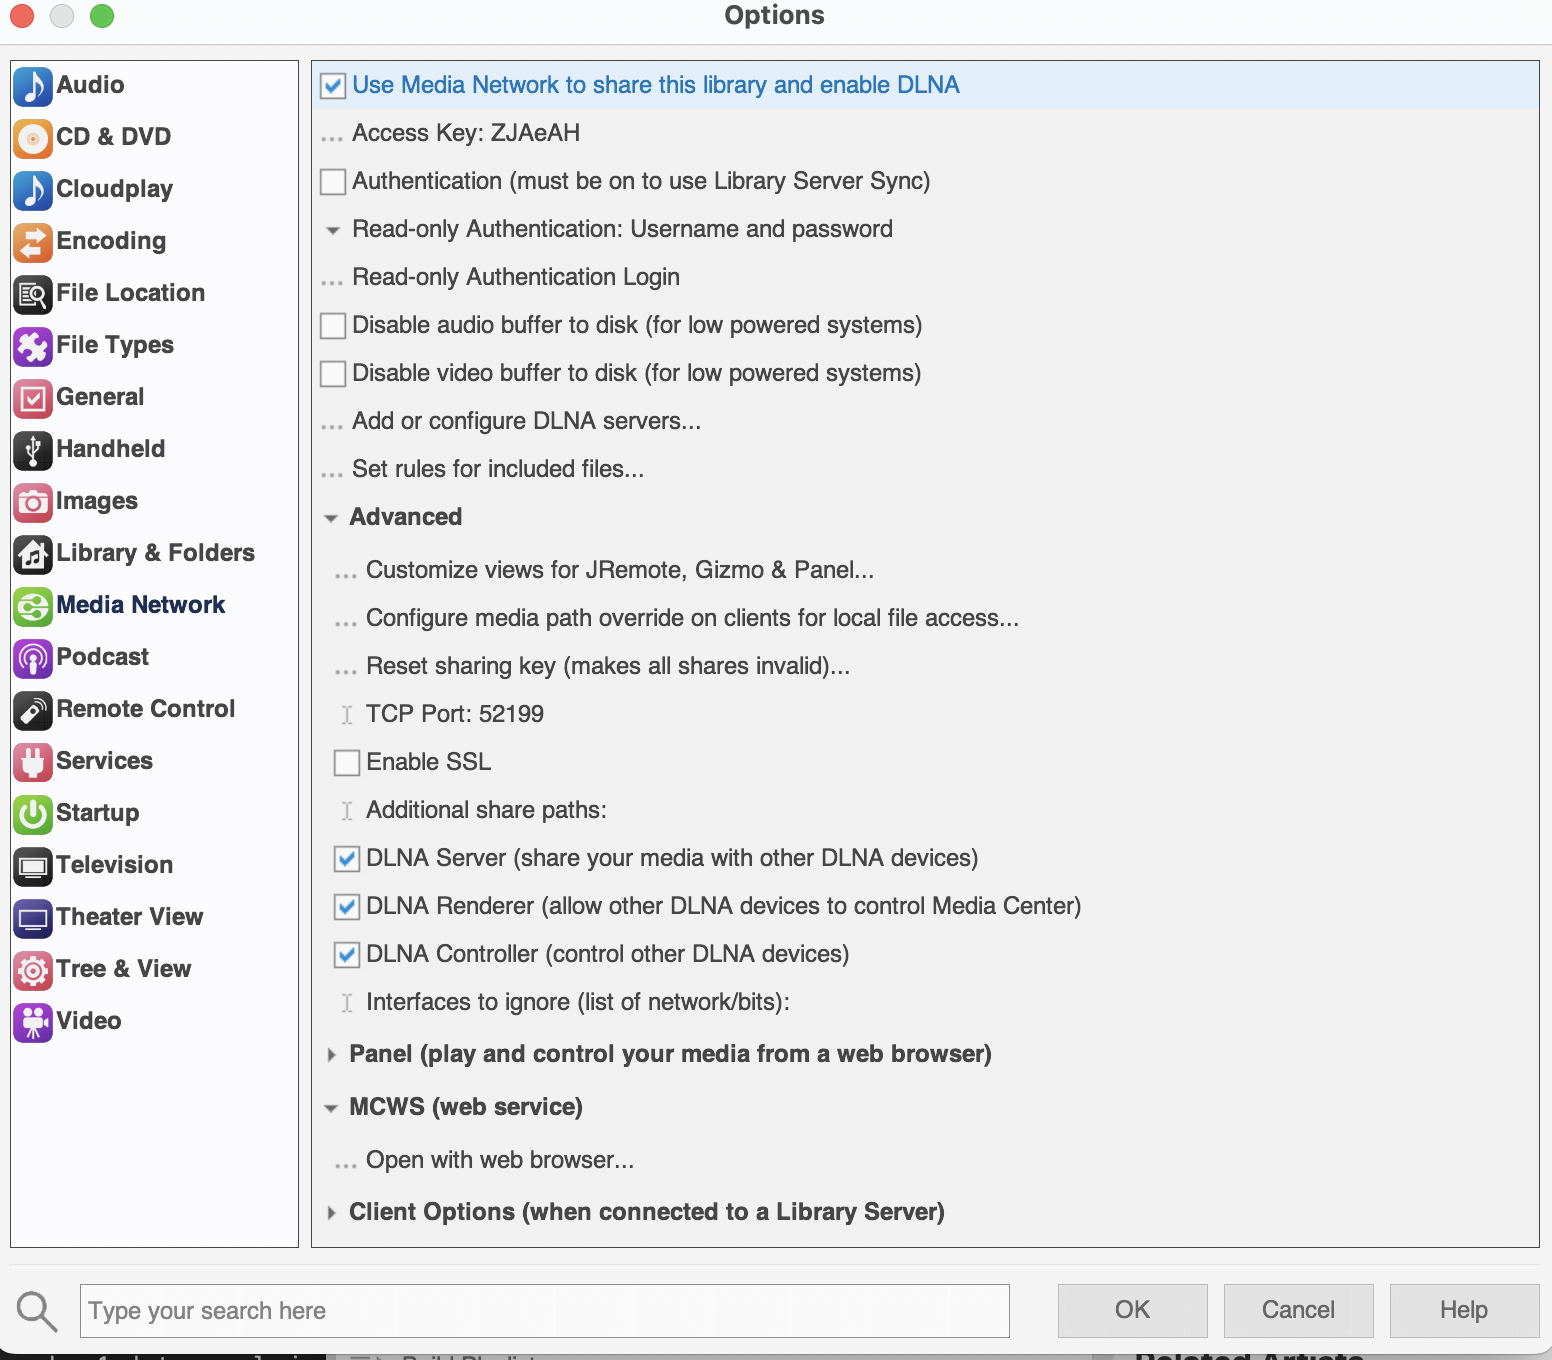 Options
Audio
CD & DVD
Cloudplay
Encoding
File Location
File Types
General
Handheld
Images
Library & Folders
Media Network
Podcast
Remote Control
Services
Startup
Television
Theater View
Tree & View
Video
Use Media Network to share this library and enable DLNA
... Access Key: ZJAeAH
Authentication (must be on to use Library Server Sync)
Read-only Authentication: Username and password
... Read-only Authentication Login
Disable audio buffer to disk (for low powered systems)
Disable video buffer to disk (for low powered systems)
... Add or configure DLNA servers...
... Set rules for included files...
Advanced
... Customize views for JRemote, Gizmo & Panel...
... Configure media path override on clients for local file access...
... Reset sharing key (makes all shares invalid)...
TCP Port: 52199
Enable SSL
Additional share paths:
DLNA Server (share your media with other DLNA devices)
DLNA Renderer (allow other DLNA devices to control Media Center)
DLNA Controller (control other DLNA devices)
Interfaces to ignore (list of network/bits):
Panel (play and control your media from a web browser)
MCWS (web service)
... Open with web browser...
Client Options (when connected to a Library Server)
Type your search here
OK
Cancel
Help
Related Artists